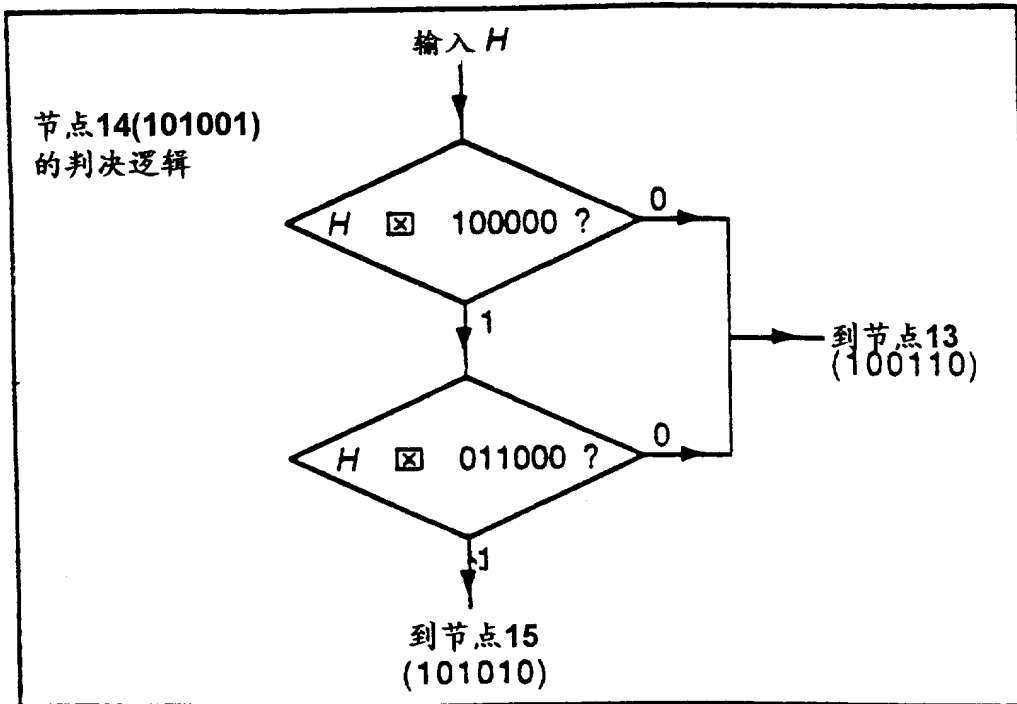 输入 H
节点14(101001)
的判决逻辑
H ☒ 100000 ?
0
1
到节点13
(100110)
H ☒ 011000 ?
0
1
到节点15
(101010)